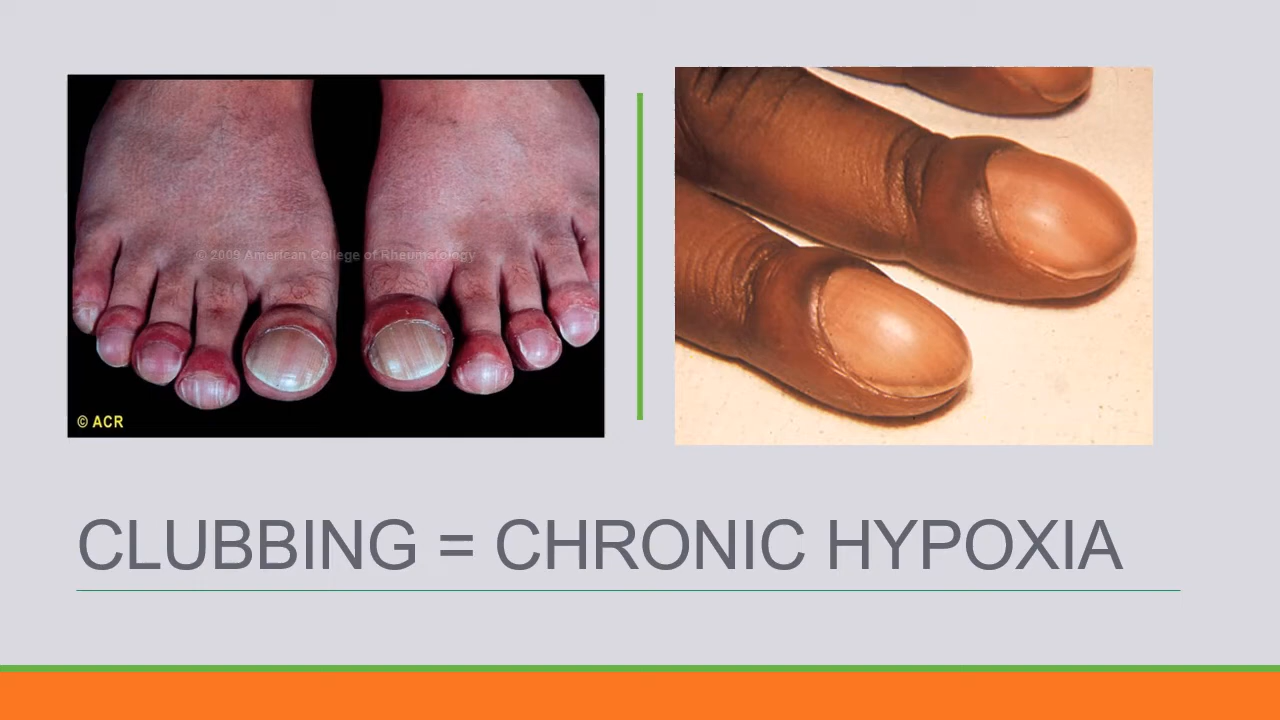 © 2009 American College of Rheumatology
© ACR
CLUBBING = CHRONIC HYPOXIA